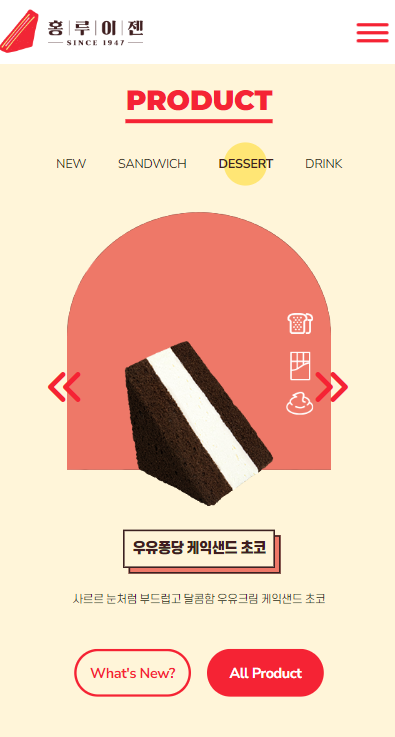 홍루이젠
SINCE 1947
PRODUCT
NEW SANDWICH DESSERT DRINK
우유퐁당 케익샌드 초코
사르르 눈처럼 부드럽고 달콤함 우유크림 케익샌드 초코
What's New? All Product